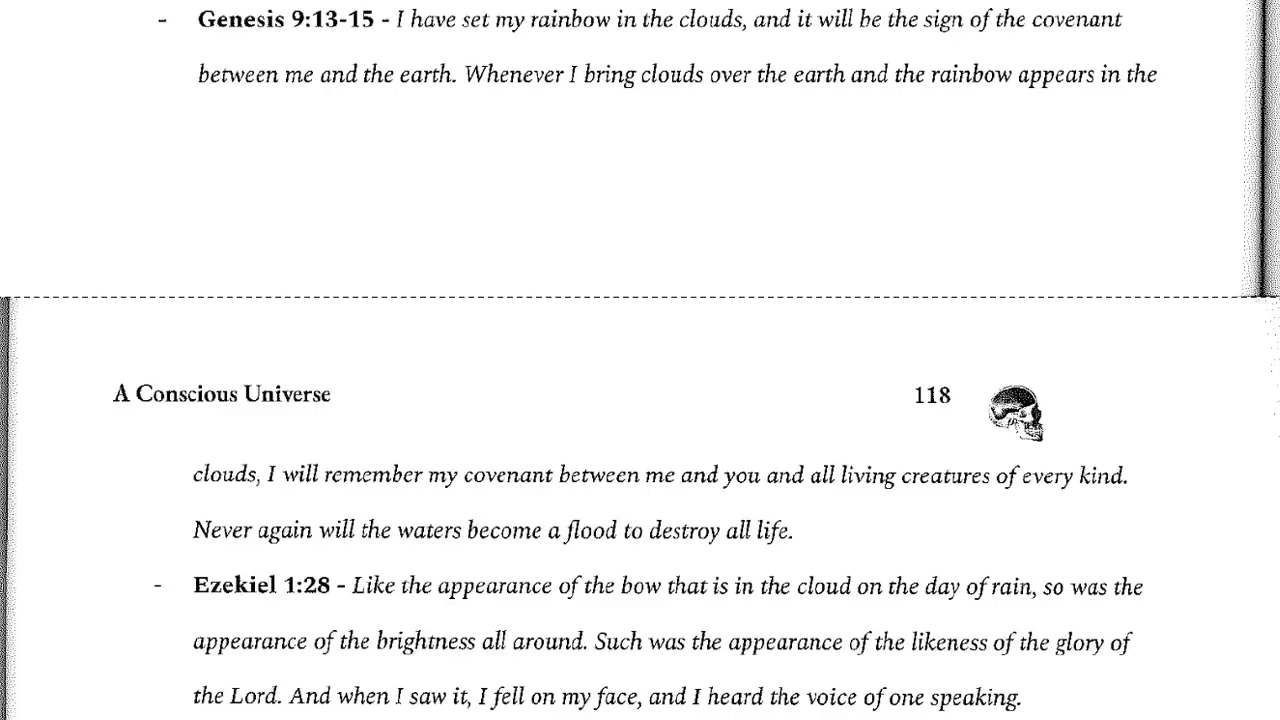 - Genesis 9:13-15 - I have set my rainbow in the clouds, and it will be the sign of the covenant
between me and the earth. Whenever I bring clouds over the earth and the rainbow appears in the
A Conscious Universe 118
clouds, I will remember my covenant between me and you and all living creatures of every kind.
Never again will the waters become a flood to destroy all life.
- Ezekiel 1:28 - Like the appearance of the bow that is in the cloud on the day of rain, so was the
appearance of the brightness all around. Such was the appearance of the likeness of the glory of
the Lord. And when I saw it, I fell on my face, and I heard the voice of one speaking.